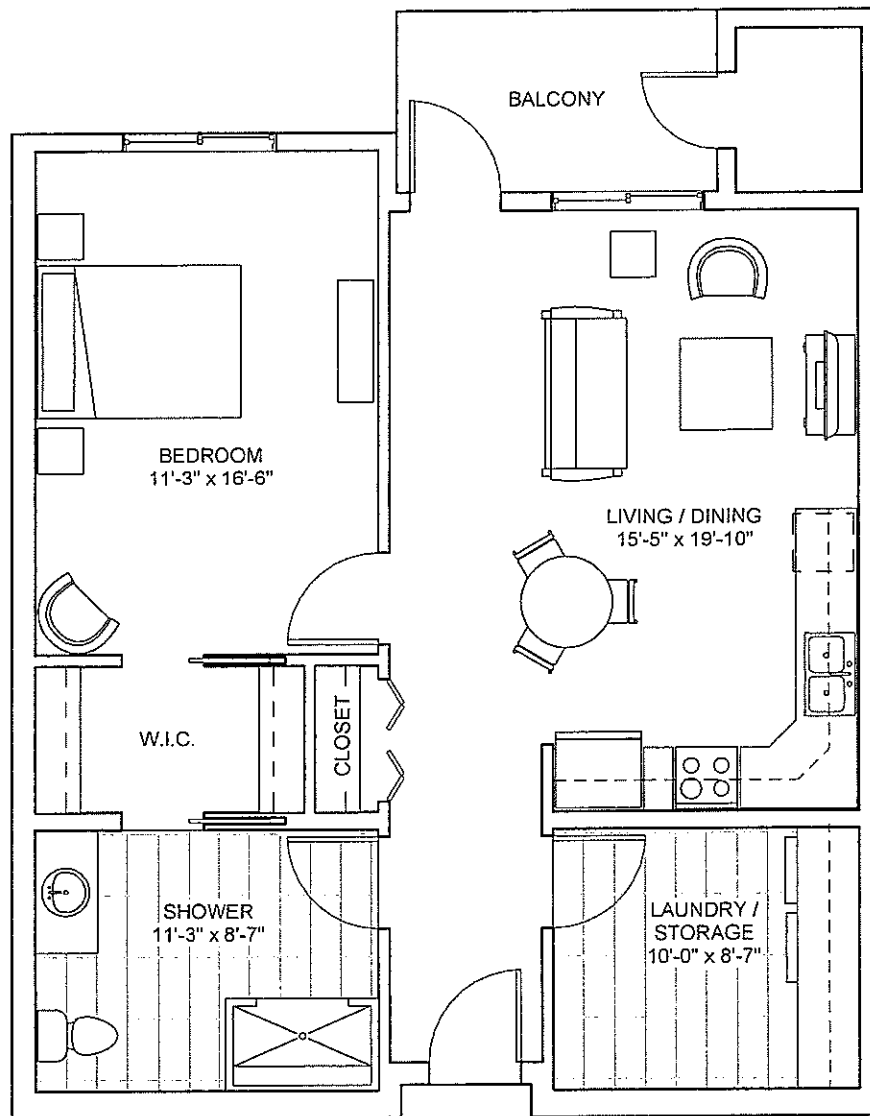 BALCONY
BEDROOM
11'-3" x 16'-6"
LIVING / DINING
15'-5" x 19'-10"
W.I.C.
CLOSET
SHOWER
11'-3" x 8'-7"
LAUNDRY /
STORAGE
10'-0" x 8'-7"